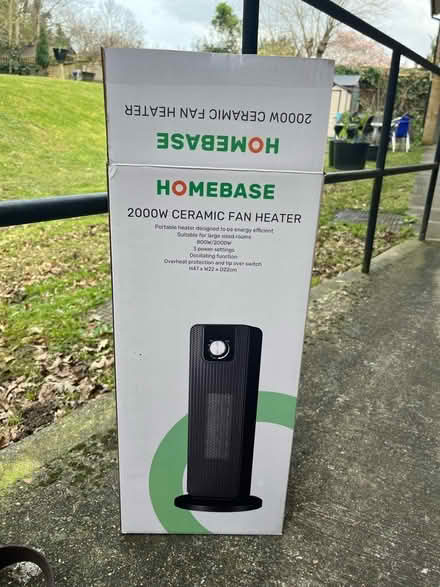 2000W CERAMIC FAN HEATER
HOMEBASE
HOMEBASE
2000W CERAMIC FAN HEATER
Portable heater designed to be energy efficient
Suitable for large sized rooms
800W/2000W
3 power settings
Oscillating function
Overheat protection and tip over switch
H47 x W22 x D22cm